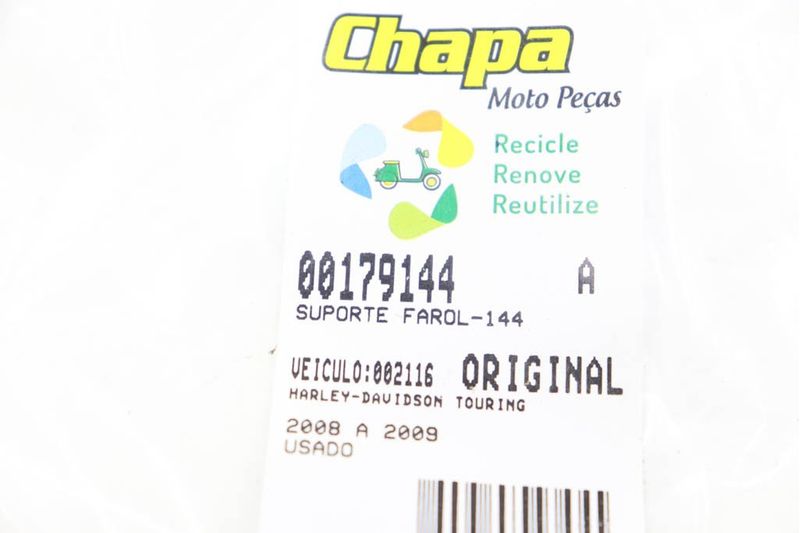 Chapa
Moto Peças
Recicle
Renove
Reutilize
00179144 A
SUPORTE FAROL-144
VEICULO:002116 ORIGINAL
HARLEY-DAVIDSON TOURING
2008 A 2009
USADO